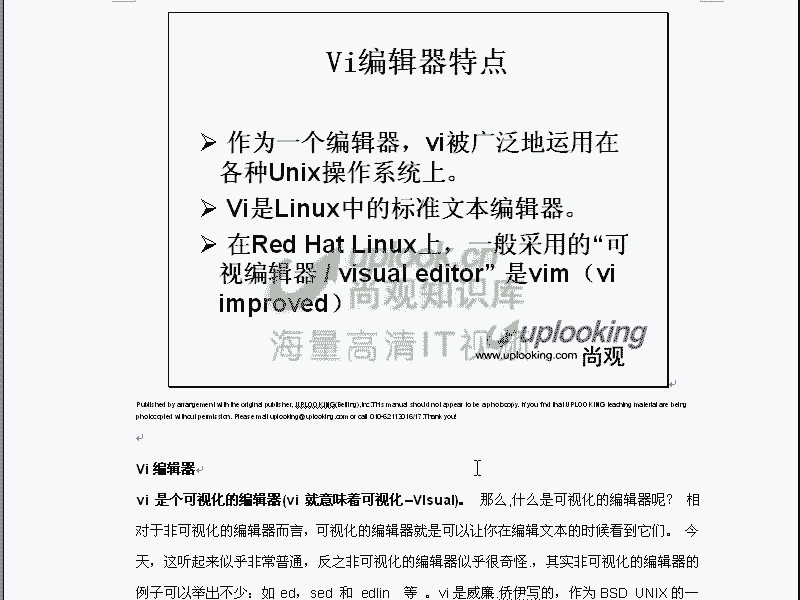 Vi编辑器特点
➢ 作为一个编辑器，vi被广泛地运用在
各种Unix操作系统上。
➢ Vi是Linux中的标准文本编辑器。
➢ 在Red Hat Linux上，一般采用的“可
视编辑器 / visual editor” 是vim（vi
improved）
uplook.cn
尚观知识库
海量高清IT视频
uplooking
www.uplooking.com 尚观
Published by arrangement with the original publisher, UPLOOKING(Beijing),Inc.This manual should not appear to be a photocopy. If you find that UPLOOKING teaching material are being
photocopied without permission. Please mail uplooking@uplooking.com or call 010-62113016/17.Thank you!
Vi 编辑器
vi 是个可视化的编辑器(vi 就意味着可视化–VIsual)。 那么,什么是可视化的编辑器呢? 相
对于非可视化的编辑器而言，可视化的编辑器就是可以让你在编辑文本的时候看到它们。 今
天，这听起来似乎非常普通，反之非可视化的编辑器似乎很奇怪.，其实非可视化的编辑器的
例子可以举出不少：如 ed，sed 和 edlin 等 。vi 是威廉.侨伊写的，作为 BSD UNIX 的一